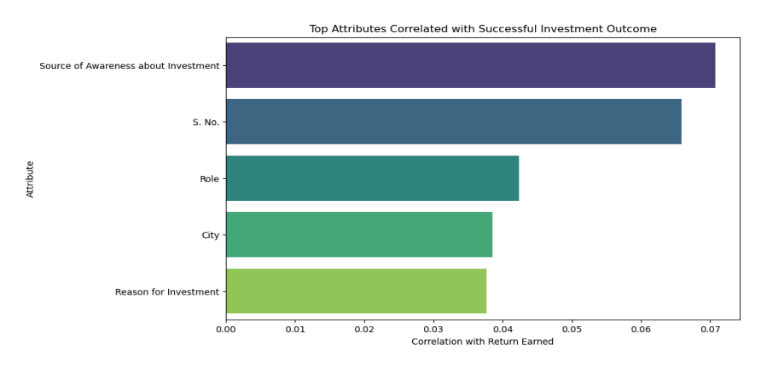 Top Attributes Correlated with Successful Investment Outcome
Source of Awareness about Investment
S. No.
Role
City
Reason for Investment
Attribute
0.00 0.01 0.02 0.03 0.04 0.05 0.06 0.07
Correlation with Return Earned